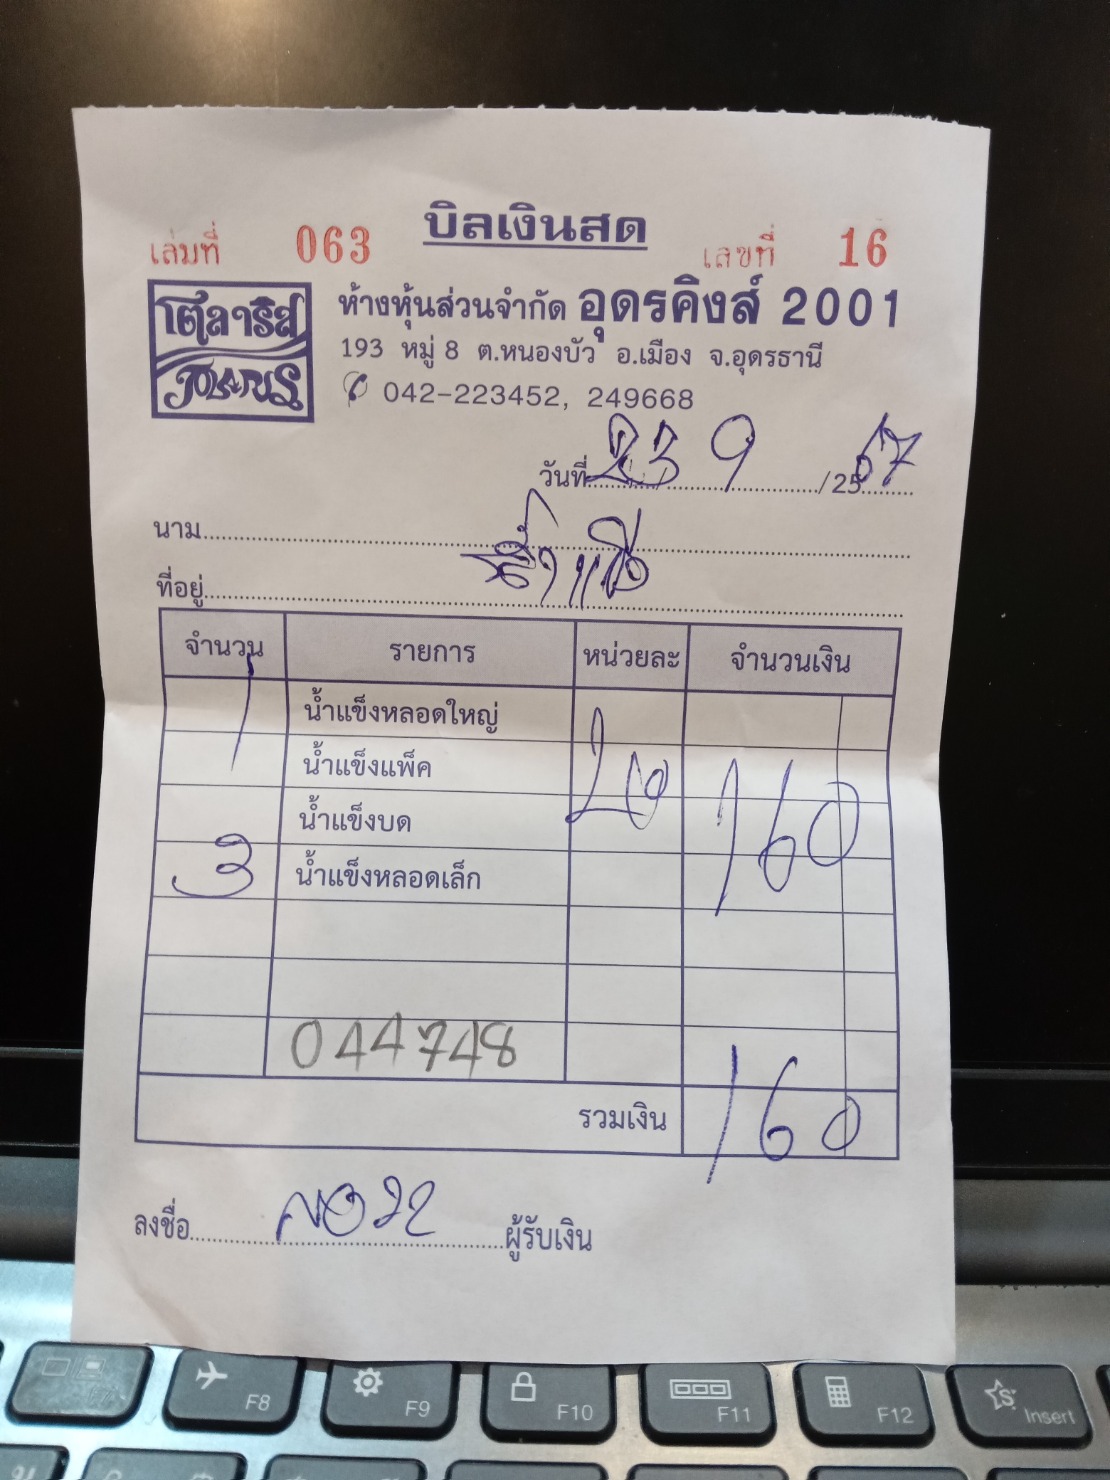 บิลเงินสด
เล่มที่ 063 เลขที่ 16
โตลาริส
TOLARIS
ห้างหุ้นส่วนจำกัด อุดรคิงส์ 2001
193 หมู่ 8 ต.หนองบัว อ.เมือง จ.อุดรธานี
042-223452, 249668
วันที่ 23 / 9 / 2567
นาม
ที่อยู่
จำนวน รายการ หน่วยละ จำนวนเงิน
1 น้ำแข็งหลอดใหญ่
น้ำแข็งแพ็ค 160
น้ำแข็งบด
3 น้ำแข็งหลอดเล็ก
044748
รวมเงิน 160
ลงชื่อ ผู้รับเงิน
F8
F9
F10
F11
F12
Insert